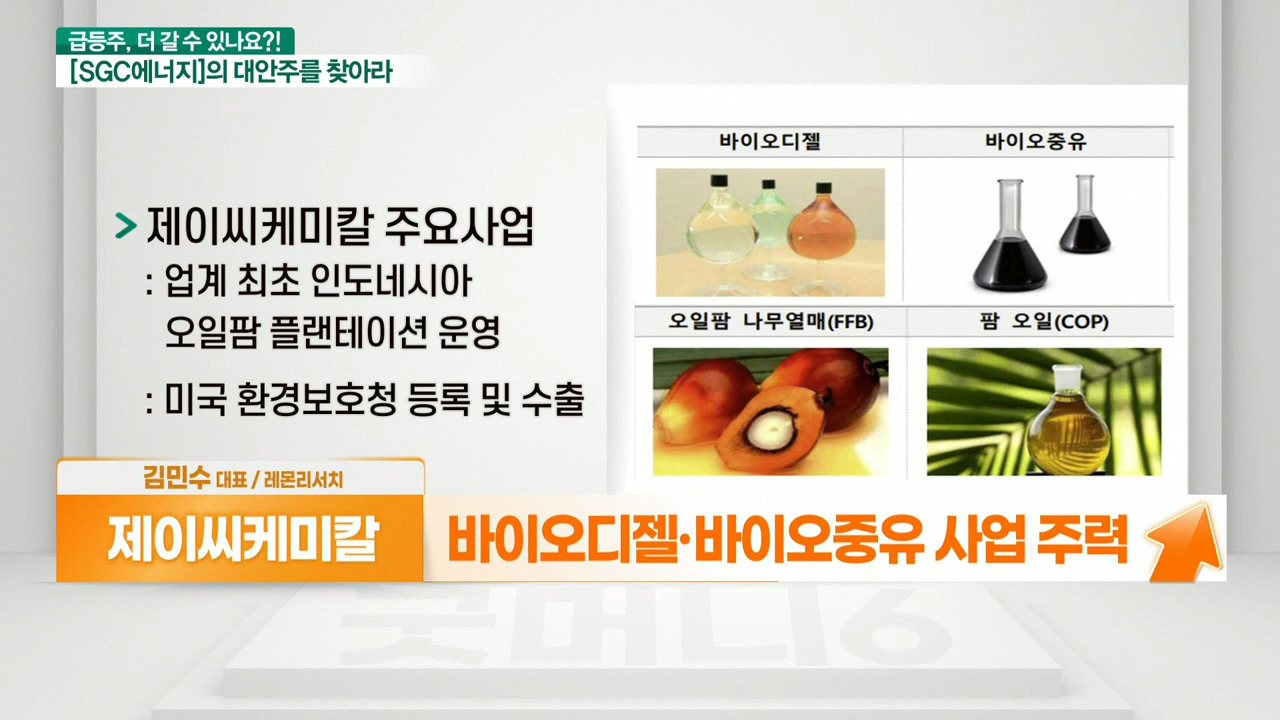 급등주, 더 갈 수 있나요?!
[SGC에너지]의 대안주를 찾아라
제이씨케미칼 주요사업
: 업계 최초 인도네시아
오일팜 플랜테이션 운영
: 미국 환경보호청 등록 및 수출
바이오디젤
바이오중유
오일팜 나무열매(FFB)
팜 오일(COP)
김민수 대표 / 레몬리서치
제이씨케미칼
바이오디젤·바이오중유 사업 주력
굿머니6